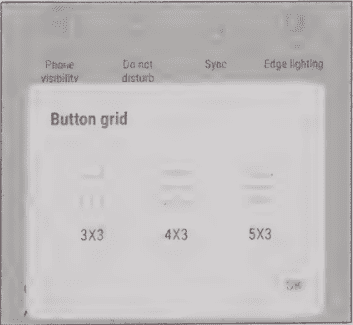 Phone Do not Sync Edge lighting
visibility disturb
Button grid
3X3 4X3 5X3
OK